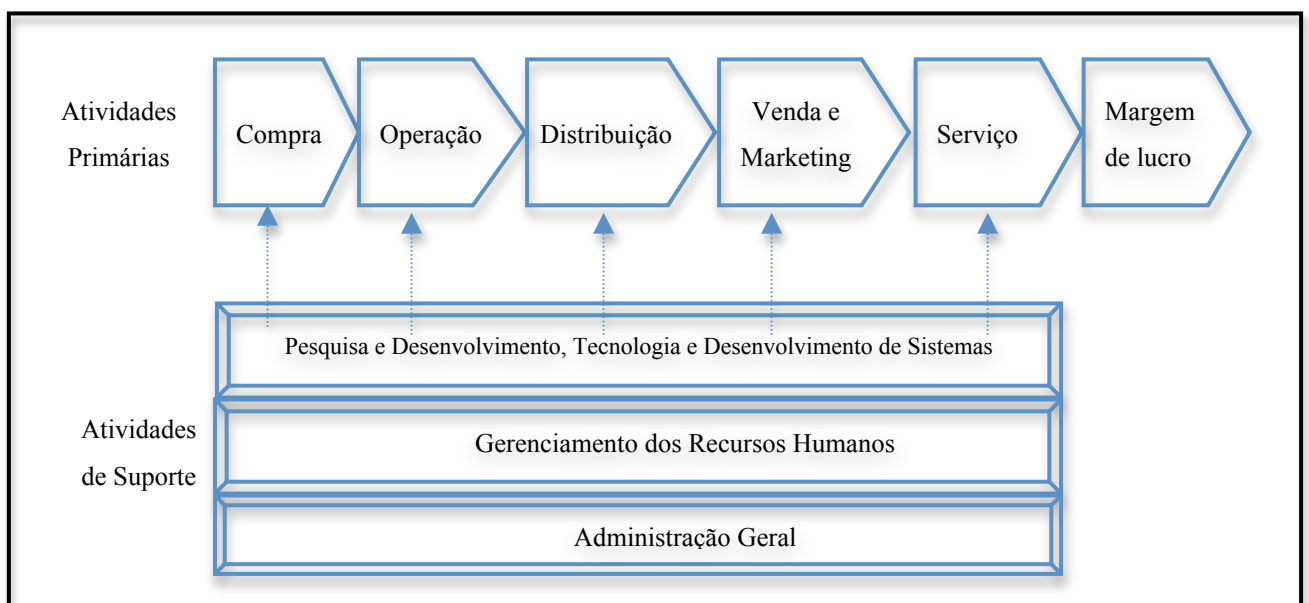 Atividades
Primárias
Compra
Operação
Distribuição
Venda e
Marketing
Serviço
Margem
de lucro
Pesquisa e Desenvolvimento, Tecnologia e Desenvolvimento de Sistemas
Atividades
de Suporte
Gerenciamento dos Recursos Humanos
Administração Geral